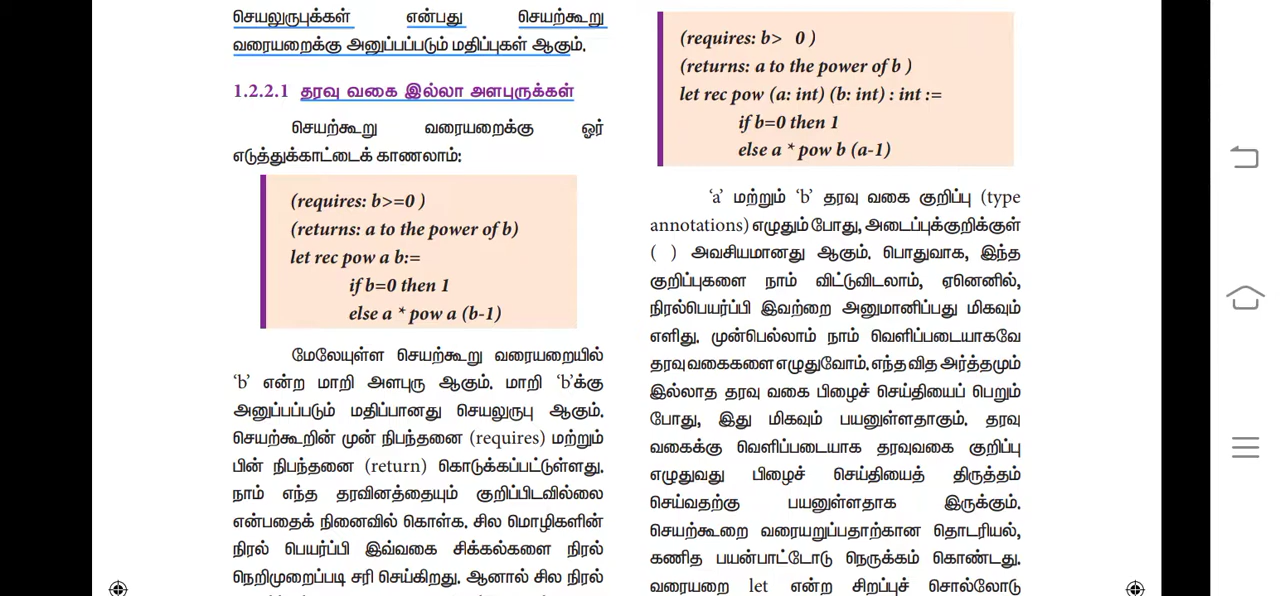 செயலுருபுக்கள் என்பது செயற்கூறு
வரையறைக்கு அனுப்பப்படும் மதிப்புகள் ஆகும்.
1.2.2.1 தரவு வகை இல்லா அளபுருக்கள்
செயற்கூறு வரையறைக்கு ஓர்
எடுத்துக்காட்டைக் காணலாம்:
(requires: b>=0 )
(returns: a to the power of b)
let rec pow a b:=
if b=0 then 1
else a * pow a (b-1)
மேலேயுள்ள செயற்கூறு வரையறையில்
‘b’ என்ற மாறி அளபுரு ஆகும். மாறி ‘b’க்கு
அனுப்பப்படும் மதிப்பானது செயலுருபு ஆகும்.
செயற்கூறின் முன் நிபந்தனை (requires) மற்றும்
பின் நிபந்தனை (return) கொடுக்கப்பட்டுள்ளது.
நாம் எந்த தரவினத்தையும் குறிப்பிடவில்லை
என்பதைக் நினைவில் கொள்க. சில மொழிகளின்
நிரல் பெயர்ப்பி இவ்வகை சிக்கல்களை நிரல்
நெறிமுறைப்படி சரி செய்கிறது. ஆனால் சில நிரல்
(requires: b> 0 )
(returns: a to the power of b )
let rec pow (a: int) (b: int) : int :=
if b=0 then 1
else a * pow b (a-1)
‘a’ மற்றும் ‘b’ தரவு வகை குறிப்பு (type
annotations) எழுதும் போது, அடைப்புக்குறிக்குள்
( ) அவசியமானது ஆகும். பொதுவாக, இந்த
குறிப்புகளை நாம் விட்டுவிடலாம், ஏனெனில்,
நிரல்பெயர்ப்பி இவற்றை அனுமானிப்பது மிகவும்
எளிது. முன்பெல்லாம் நாம் வெளிப்படையாகவே
தரவு வகைகளை எழுதுவோம். எந்த வித அர்த்தமும்
இல்லாத தரவு வகை பிழைச் செய்தியைப் பெறும்
போது, இது மிகவும் பயனுள்ளதாகும். தரவு
வகைக்கு வெளிப்படையாக தரவுவகை குறிப்பு
எழுதுவது பிழைச் செய்தியைத் திருத்தம்
செய்வதற்கு பயனுள்ளதாக இருக்கும்.
செயற்கூறை வரையறுப்பதாற்கான தொடரியல்,
கணித பயன்பாட்டோடு நெருக்கம் கொண்டது.
வரையறை let என்ற சிறப்புச் சொல்லோடு